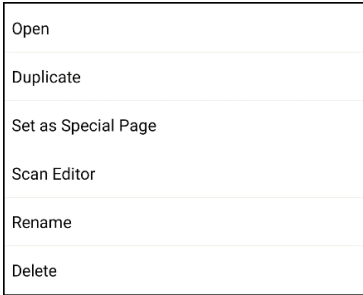 Open
Duplicate
Set as Special Page
Scan Editor
Rename
Delete